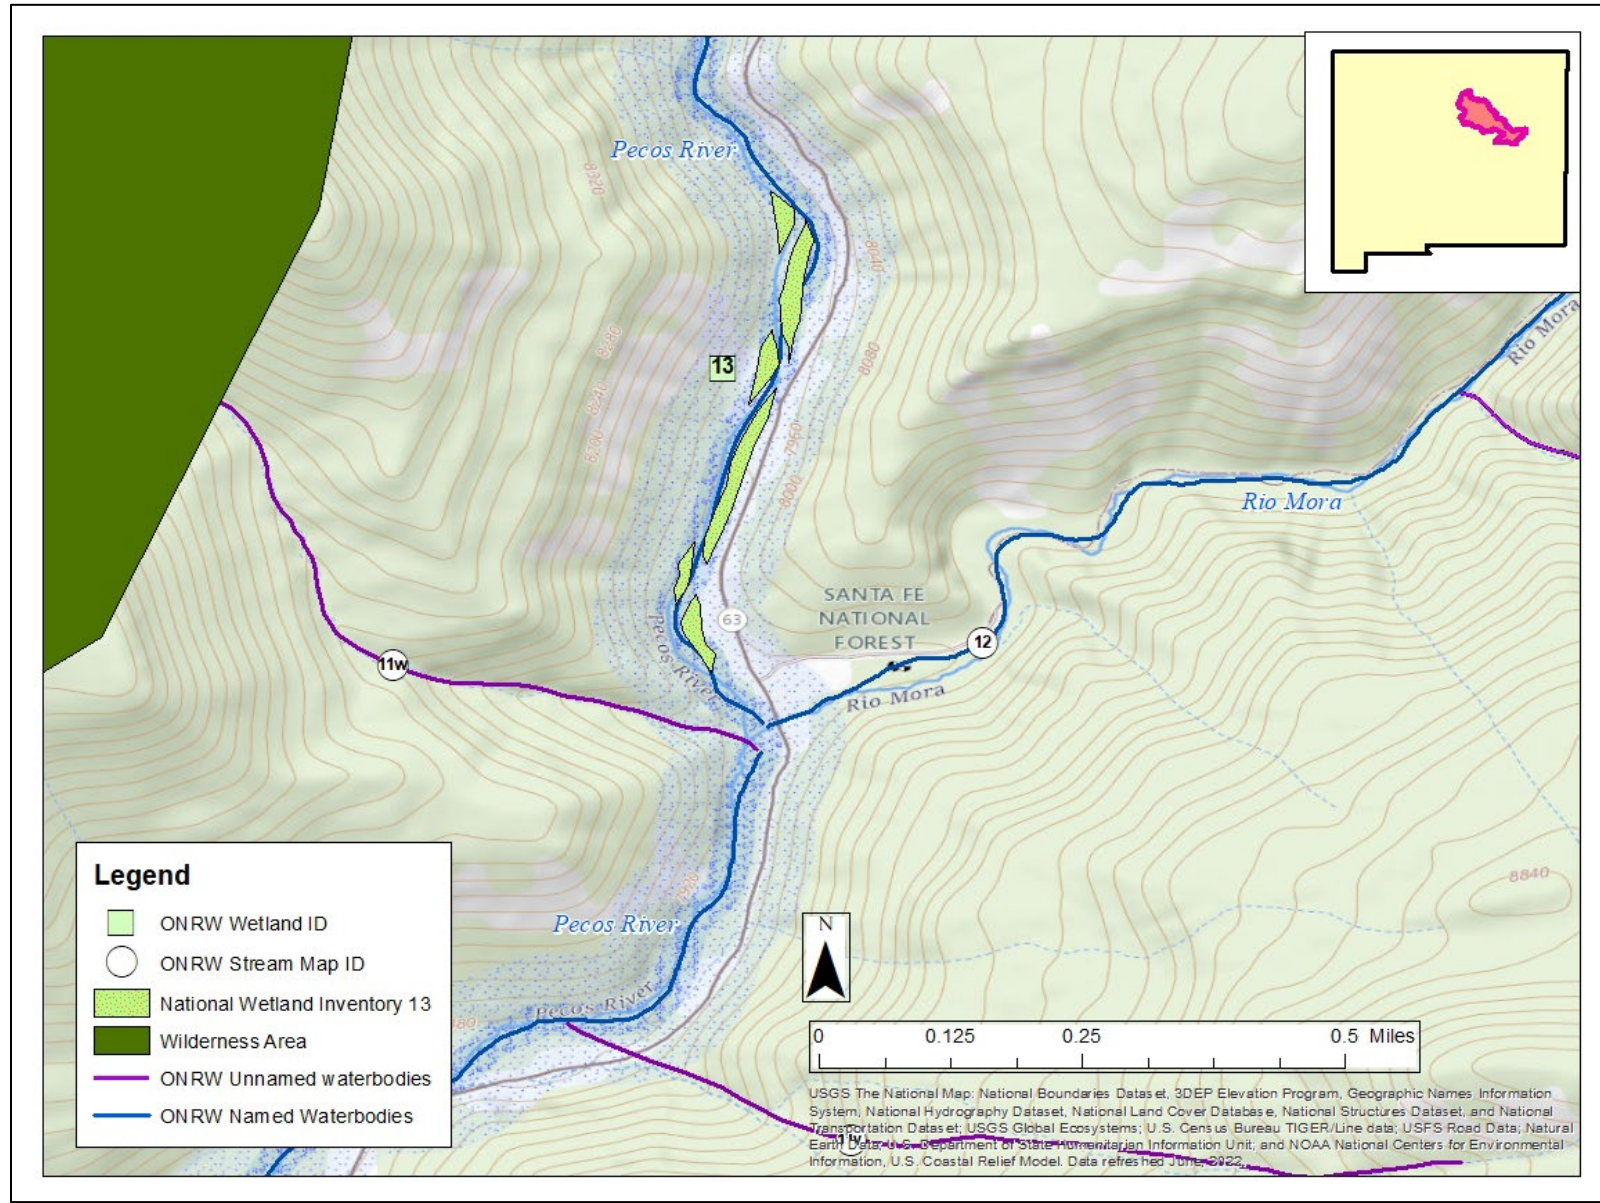 Pecos River
8320
8040
Rio Mora
13
8280
8240
8200
8080
7960
8000
Rio Mora
SANTA FE
NATIONAL
FOREST
63
12
Pecos River
11w
Rio Mora
7920
8840
Pecos River
Pecos River
Legend
ONRW Wetland ID
ONRW Stream Map ID
National Wetland Inventory 13
Wilderness Area
ONRW Unnamed waterbodies
ONRW Named Waterbodies
N
0 0.125 0.25 0.5 Miles
USGS The National Map: National Boundaries Dataset, 3DEP Elevation Program, Geographic Names Information
System, National Hydrography Dataset, National Land Cover Database, National Structures Dataset, and National
Transportation Dataset; USGS Global Ecosystems; U.S. Census Bureau TIGER/Line data; USFS Road Data; Natural
Earth Data; U.S. Department of State Humanitarian Information Unit; and NOAA National Centers for Environmental
Information, U.S. Coastal Relief Model. Data refreshed June, 2022.